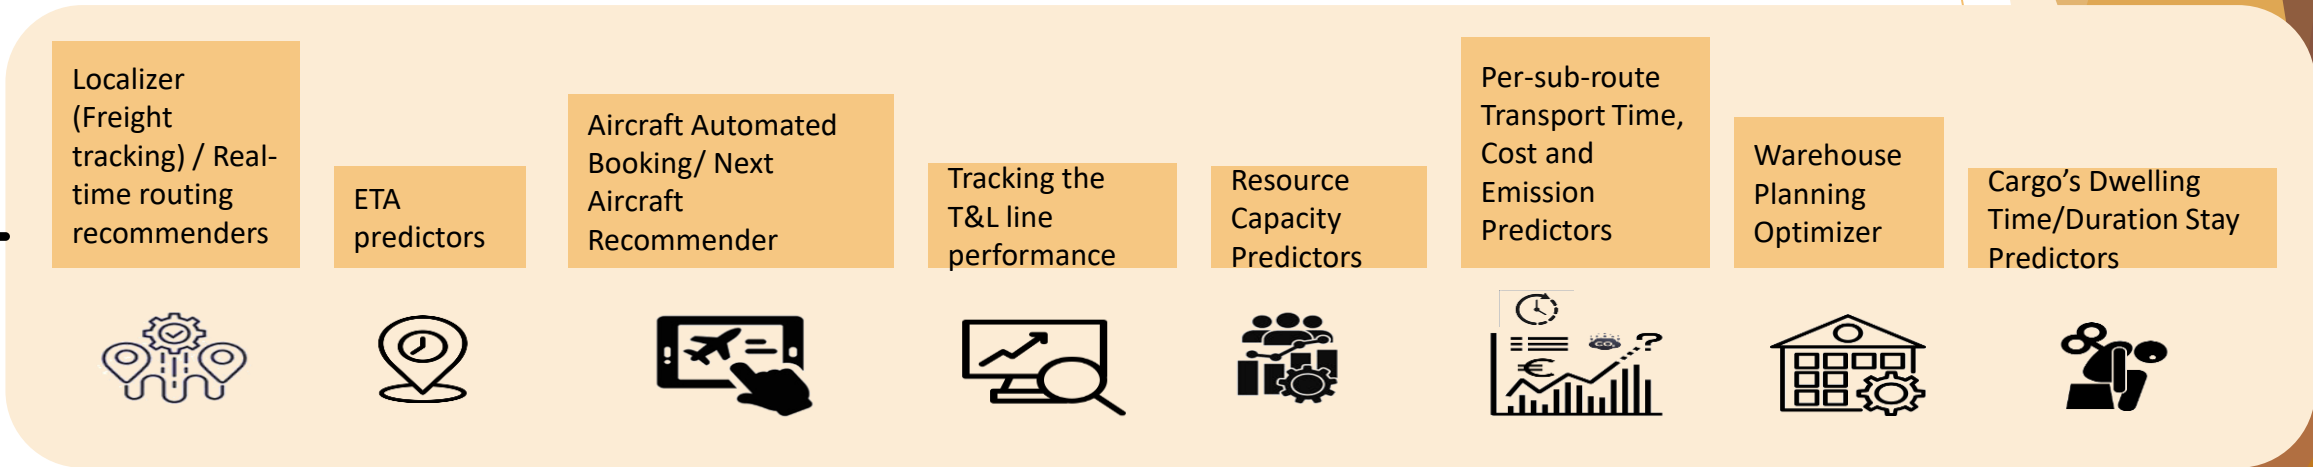 Localizer
(Freight
tracking) / Real-
time routing
recommenders
ETA
predictors
Aircraft Automated
Booking/ Next
Aircraft
Recommender
Tracking the
T&L line
performance
Resource
Capacity
Predictors
Per-sub-route
Transport Time,
Cost and
Emission
Predictors
Warehouse
Planning
Optimizer
Cargo’s Dwelling
Time/Duration Stay
Predictors
CO₂
?
€